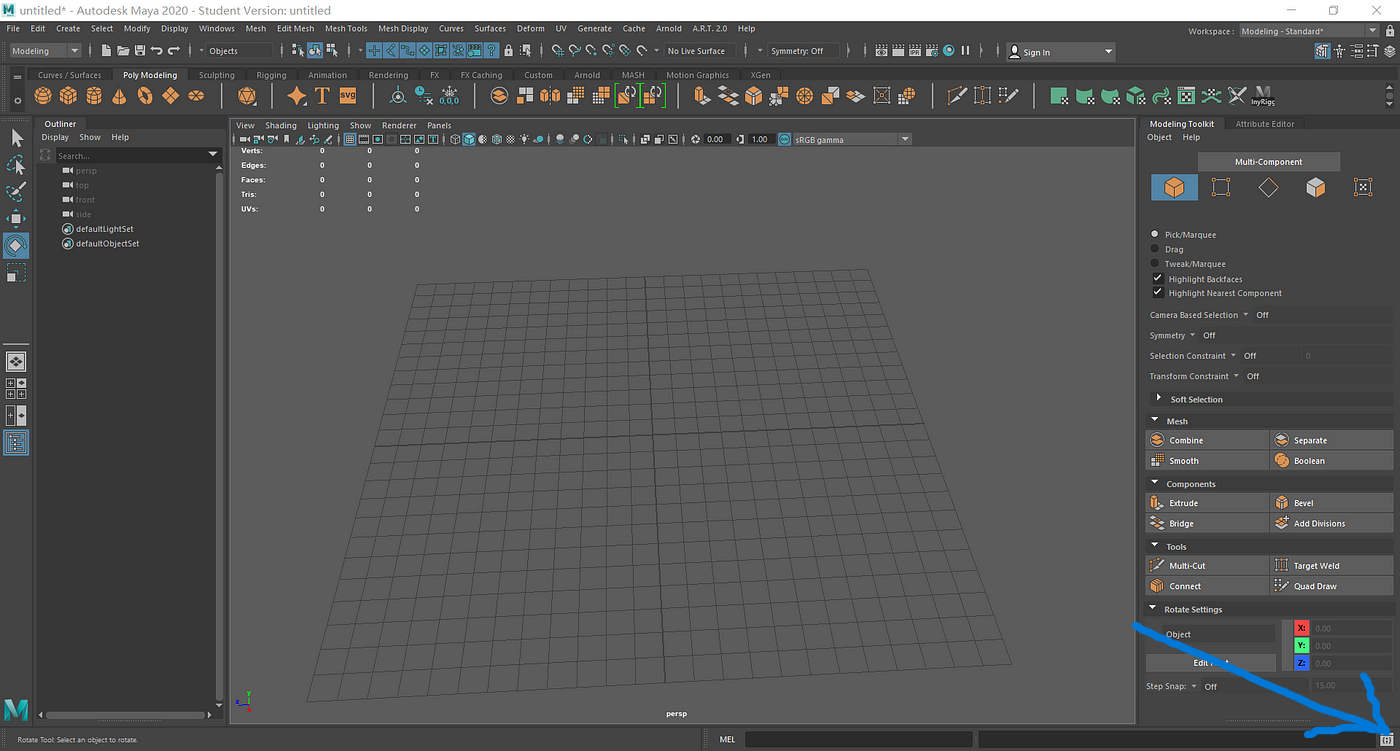 untitled* - Autodesk Maya 2020 - Student Version: untitled
File Edit Create Select Modify Display Windows Mesh Edit Mesh Mesh Tools Mesh Display Curves Surfaces Deform UV Generate Cache Arnold A.R.T. 2.0 Help
Workspace : Modeling - Standard*
Modeling Objects No Live Surface Symmetry: Off Sign In
Curves / Surfaces Poly Modeling Sculpting Rigging Animation Rendering FX FX Caching Custom Arnold MASH Motion Graphics XGen
T SVG 0,0,0 InyRigc
Outliner
Display Show Help
Search...
persp
top
front
side
defaultLightSet
defaultObjectSet
View Shading Lighting Show Renderer Panels
0.00 1.00 sRGB gamma
Verts: 0 0 0
Edges: 0 0 0
Faces: 0 0 0
Tris: 0 0 0
UVs: 0 0 0
persp
Modeling Toolkit Attribute Editor
Object Help
Multi-Component
Pick/Marquee
Drag
Tweak/Marquee
Highlight Backfaces
Highlight Nearest Component
Camera Based Selection Off
Symmetry Off
Selection Constraint Off 0
Transform Constraint Off
Soft Selection
Mesh
Combine Separate
Smooth Boolean
Components
Extrude Bevel
Bridge Add Divisions
Tools
Multi-Cut Target Weld
Connect Quad Draw
Rotate Settings
Object X: 0.00
Y: 0.00
Z: 0.00
Step Snap: Off 15.00
Rotate Tool: Select an object to rotate.
MEL